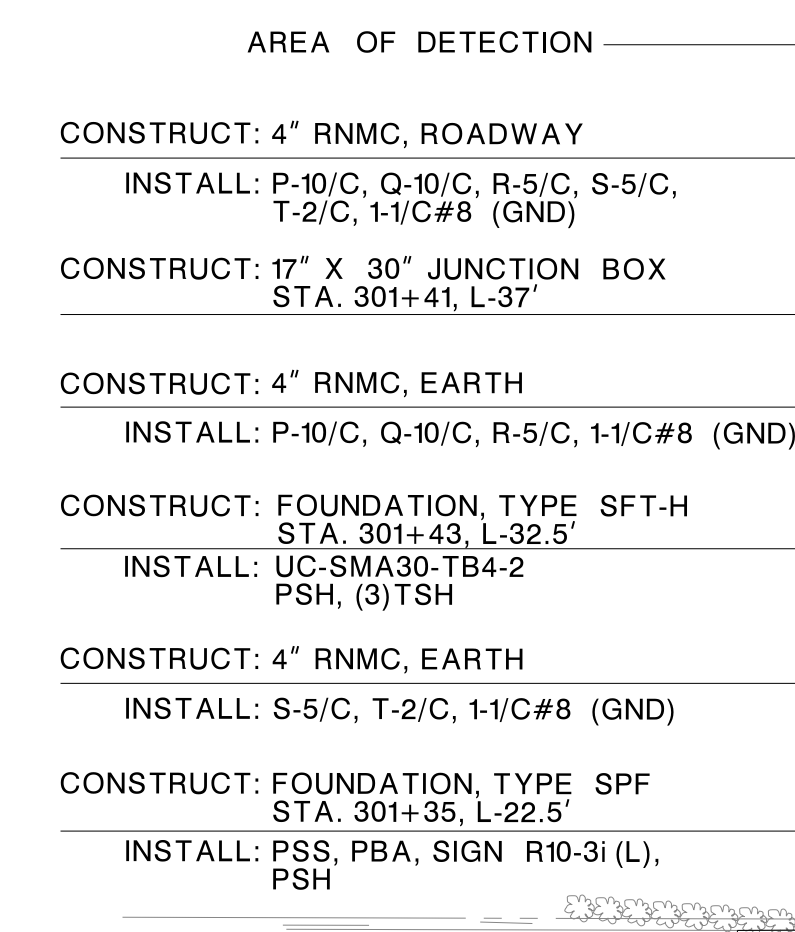 AREA OF DETECTION
CONSTRUCT: 4" RNMC, ROADWAY
INSTALL: P-10/C, Q-10/C, R-5/C, S-5/C,
T-2/C, 1-1/C#8 (GND)
CONSTRUCT: 17" X 30" JUNCTION BOX
STA. 301+41, L-37'
CONSTRUCT: 4" RNMC, EARTH
INSTALL: P-10/C, Q-10/C, R-5/C, 1-1/C#8 (GND)
CONSTRUCT: FOUNDATION, TYPE SFT-H
STA. 301+43, L-32.5'
INSTALL: UC-SMA30-TB4-2
PSH, (3)TSH
CONSTRUCT: 4" RNMC, EARTH
INSTALL: S-5/C, T-2/C, 1-1/C#8 (GND)
CONSTRUCT: FOUNDATION, TYPE SPF
STA. 301+35, L-22.5'
INSTALL: PSS, PBA, SIGN R10-3i (L),
PSH